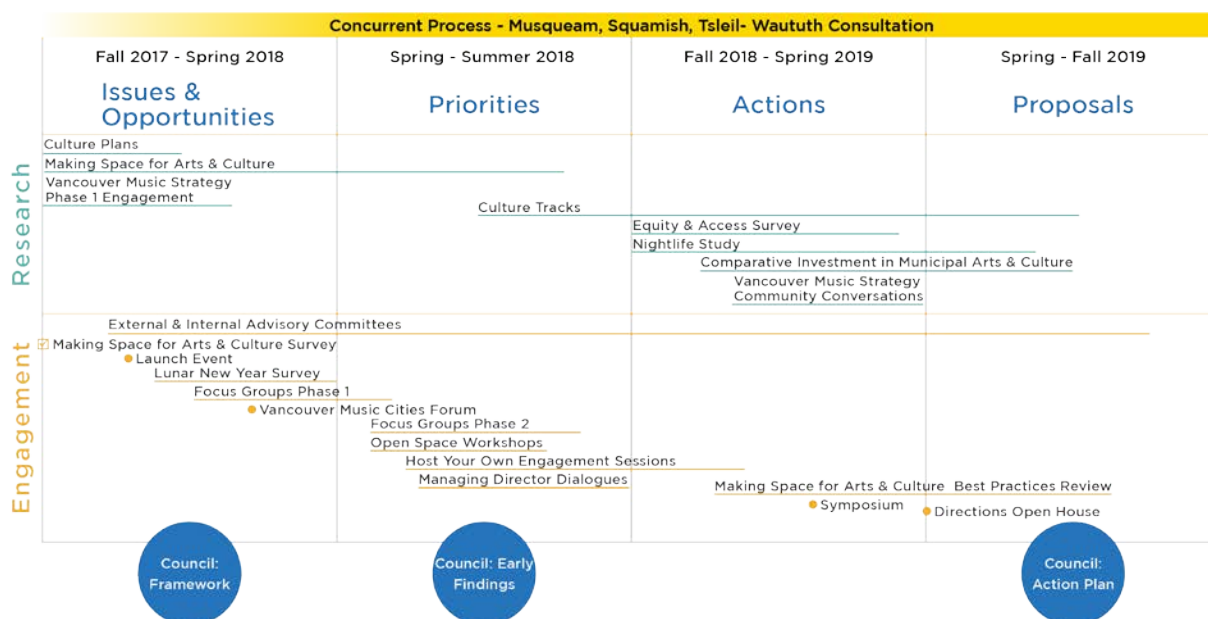 Concurrent Process - Musqueam, Squamish, Tsleil- Waututh Consultation
Fall 2017 - Spring 2018
Spring - Summer 2018
Fall 2018 - Spring 2019
Spring - Fall 2019
Issues &
Opportunities
Priorities
Actions
Proposals
Research
Culture Plans
Making Space for Arts & Culture
Vancouver Music Strategy
Phase 1 Engagement
Culture Tracks
Equity & Access Survey
Nightlife Study
Comparative Investment in Municipal Arts & Culture
Vancouver Music Strategy
Community Conversations
Engagement
External & Internal Advisory Committees
Making Space for Arts & Culture Survey
Launch Event
Lunar New Year Survey
Focus Groups Phase 1
Vancouver Music Cities Forum
Focus Groups Phase 2
Open Space Workshops
Host Your Own Engagement Sessions
Managing Director Dialogues
Making Space for Arts & Culture Best Practices Review
Symposium
Directions Open House
Council:
Framework
Council: Early
Findings
Council:
Action Plan